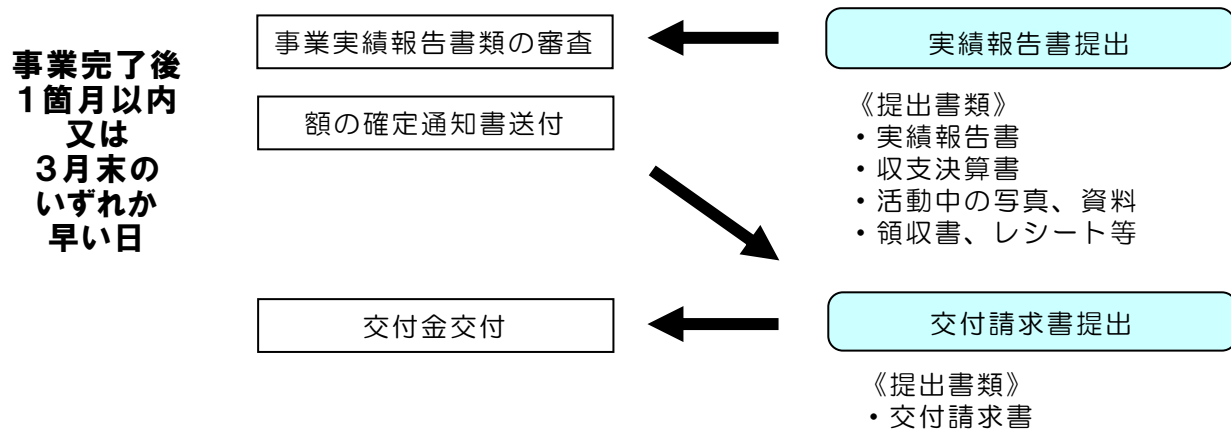 事業完了後
1箇月以内
又は
3月末の
いずれか
早い日
事業実績報告書類の審査
実績報告書提出
額の確定通知書送付
《提出書類》
・実績報告書
・収支決算書
・活動中の写真、資料
・領収書、レシート等
交付金交付
交付請求書提出
《提出書類》
・交付請求書